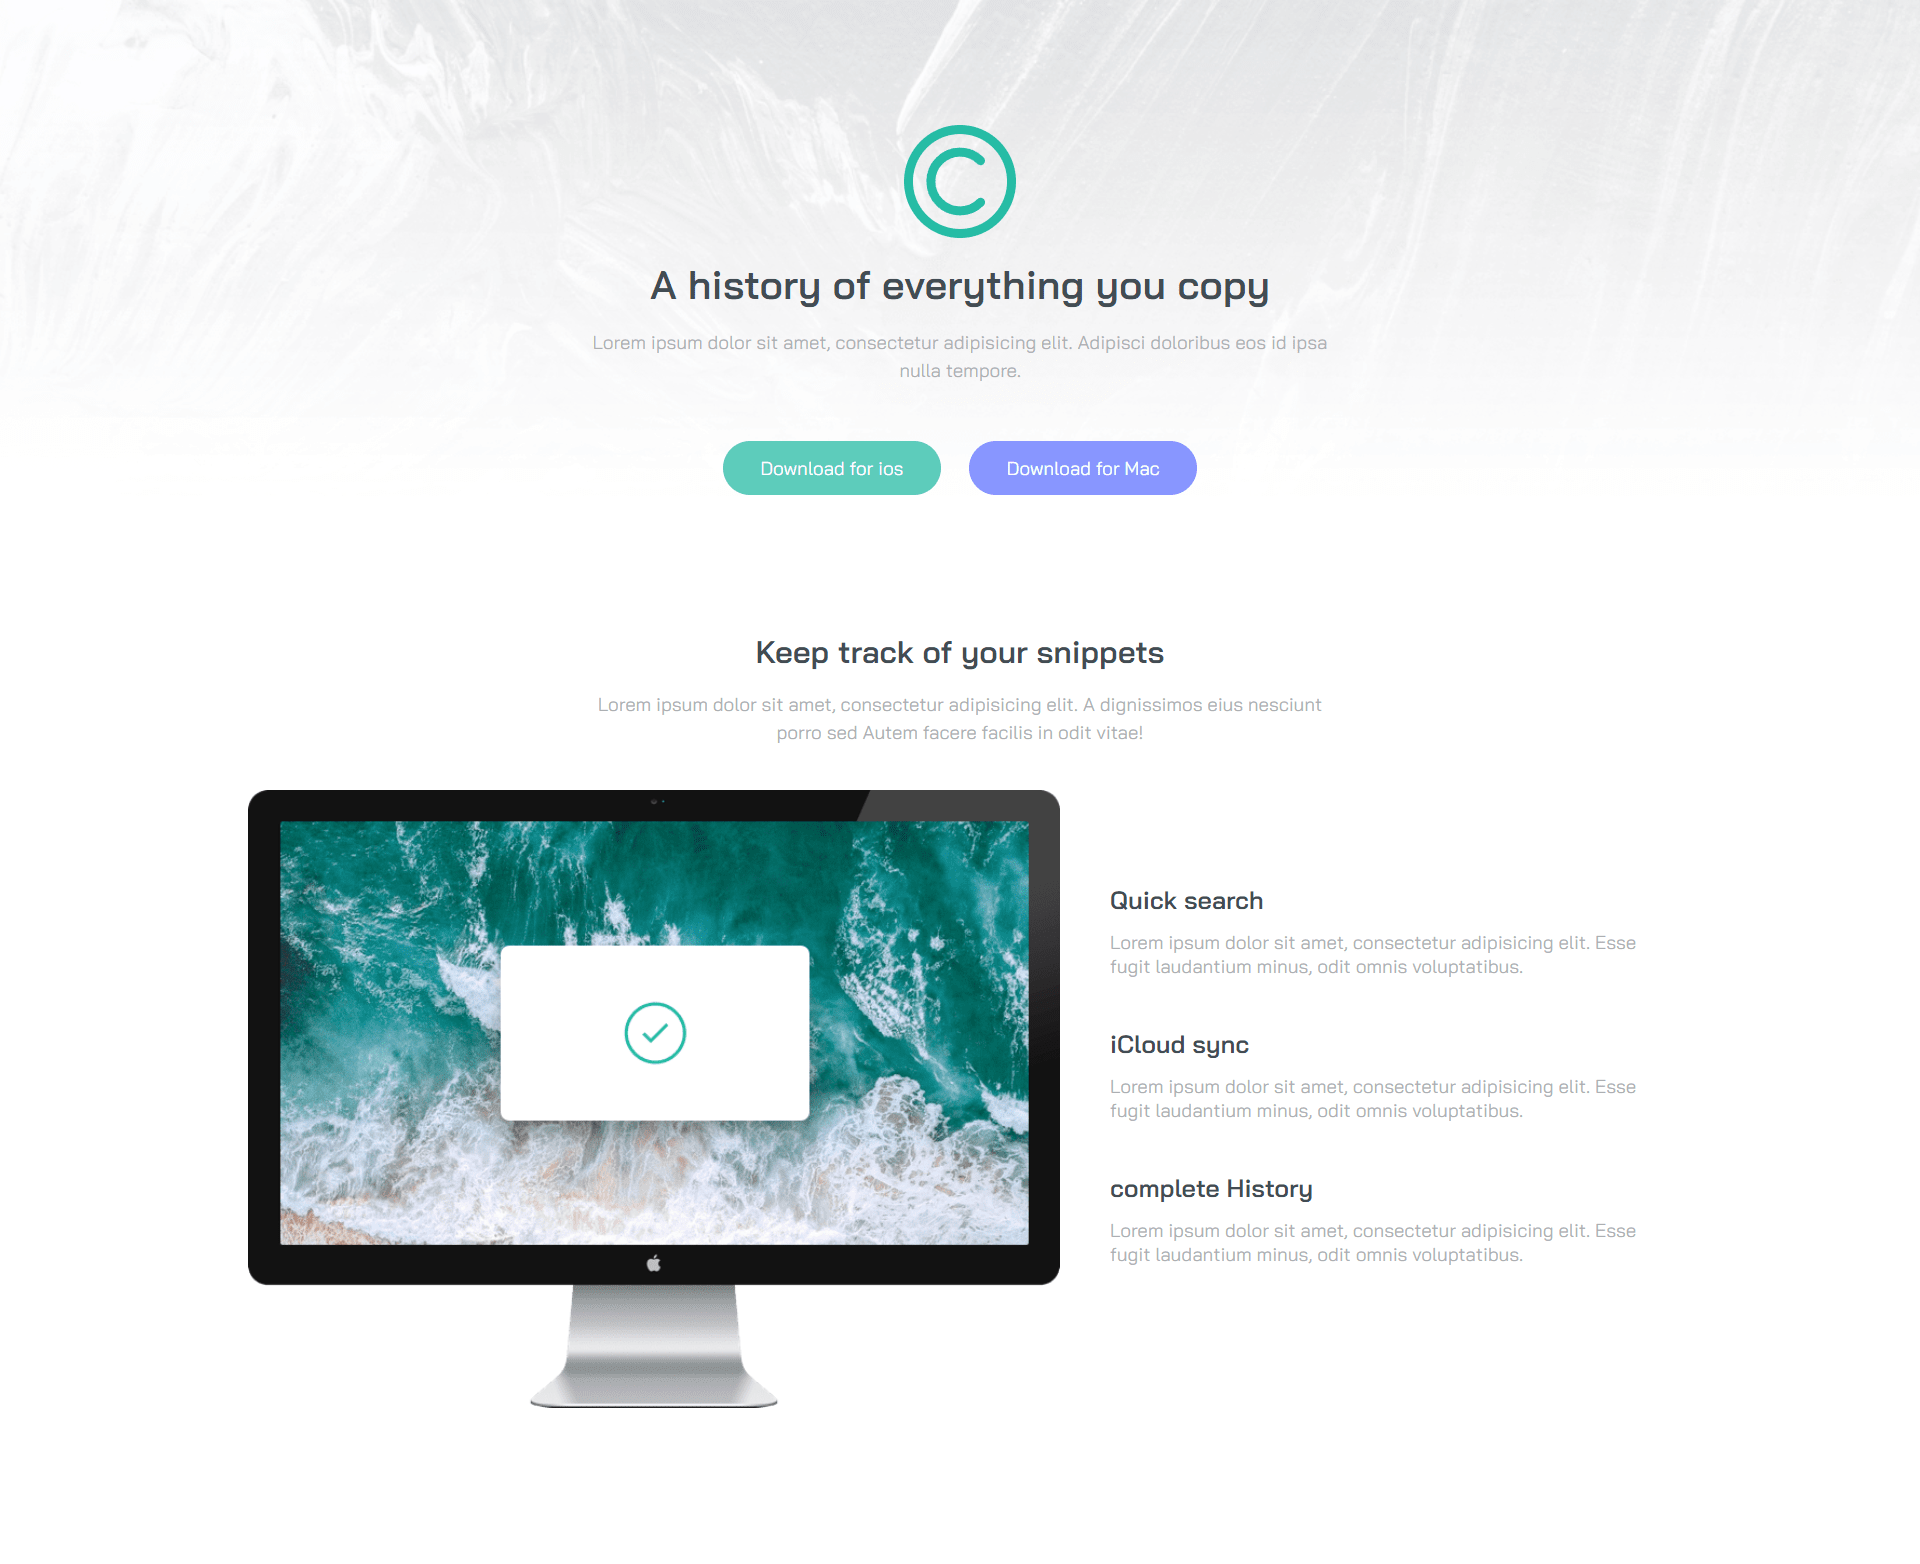 C
A history of everything you copy
Lorem ipsum dolor sit amet, consectetur adipisicing elit. Adipisci doloribus eos id ipsa
nulla tempore.
Download for ios
Download for Mac
Keep track of your snippets
Lorem ipsum dolor sit amet, consectetur adipisicing elit. A dignissimos eius nesciunt
porro sed Autem facere facilis in odit vitae!
Quick search
Lorem ipsum dolor sit amet, consectetur adipisicing elit. Esse
fugit laudantium minus, odit omnis voluptatibus.
iCloud sync
Lorem ipsum dolor sit amet, consectetur adipisicing elit. Esse
fugit laudantium minus, odit omnis voluptatibus.
complete History
Lorem ipsum dolor sit amet, consectetur adipisicing elit. Esse
fugit laudantium minus, odit omnis voluptatibus.